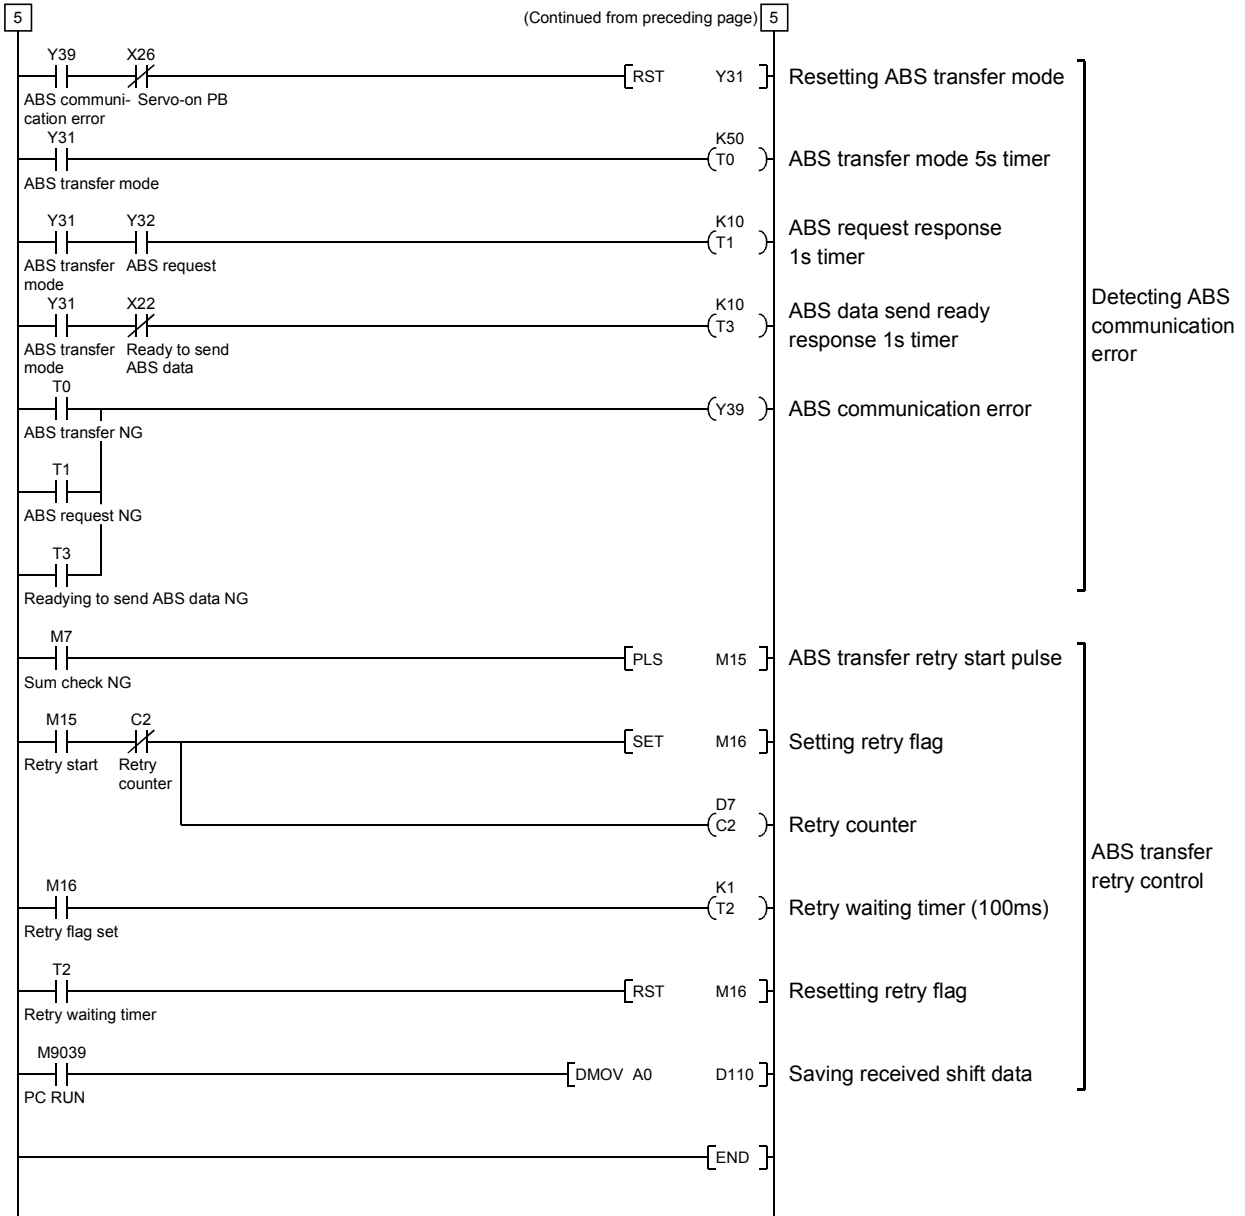 5 (Continued from preceding page) 5
Y39 X26
RST Y31 Resetting ABS transfer mode
ABS communi- Servo-on PB
cation error
Y31 K50
T0 ABS transfer mode 5s timer
ABS transfer mode
Y31 Y32 K10
T1 ABS request response
1s timer
ABS transfer ABS request
mode
Y31 X22 K10
T3 ABS data send ready
response 1s timer
ABS transfer Ready to send
mode ABS data
Detecting ABS
communication
error
T0
Y39 ABS communication error
ABS transfer NG
T1
ABS request NG
T3
Readying to send ABS data NG
M7
PLS M15 ABS transfer retry start pulse
Sum check NG
M15 C2
SET M16 Setting retry flag
Retry start Retry
counter
D7
C2 Retry counter
ABS transfer
retry control
M16 K1
T2 Retry waiting timer (100ms)
Retry flag set
T2
RST M16 Resetting retry flag
Retry waiting timer
M9039
DMOV A0 D110 Saving received shift data
PC RUN
END